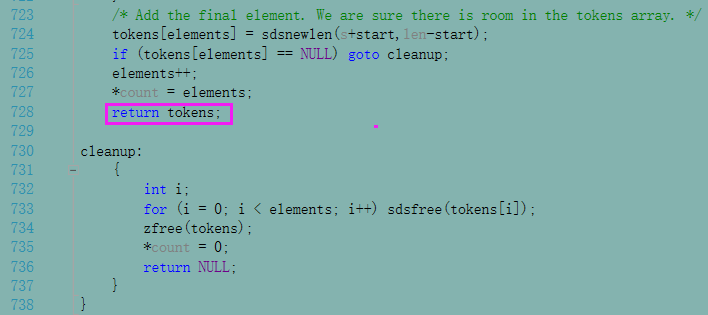 723 /* Add the final element. We are sure there is room in the tokens array. */
724 tokens[elements] = sdsnewlen(s+start,len-start);
725 if (tokens[elements] == NULL) goto cleanup;
726 elements++;
727 *count = elements;
728 return tokens;
729
730 cleanup:
731 {
732 int i;
733 for (i = 0; i < elements; i++) sdsfree(tokens[i]);
734 zfree(tokens);
735 *count = 0;
736 return NULL;
737 }
738 }